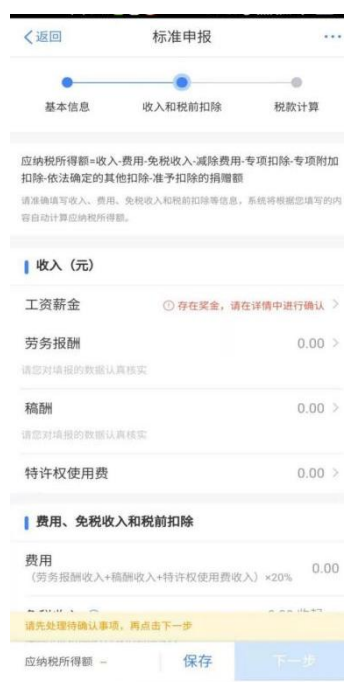 返回 标准申报 ···
基本信息 收入和税前扣除 税款计算
应纳税所得额=收入-费用-免税收入-减除费用-专项扣除-专项附加
扣除-依法确定的其他扣除-准予扣除的捐赠额
请准确填写收入、费用、免税收入和税前扣除等信息，系统将根据您填写的内
容自动计算应纳税所得额。
收入（元）
工资薪金 存在奖金，请在详情中进行确认
劳务报酬 0.00
请您对填报的数据认真核实
稿酬 0.00
请您对填报的数据认真核实
特许权使用费 0.00
费用、免税收入和税前扣除
费用 0.00
（劳务报酬收入+稿酬收入+特许权使用费收入）×20%
请先处理待确认事项，再点击下一步
应纳税所得额 – 保存 下一步